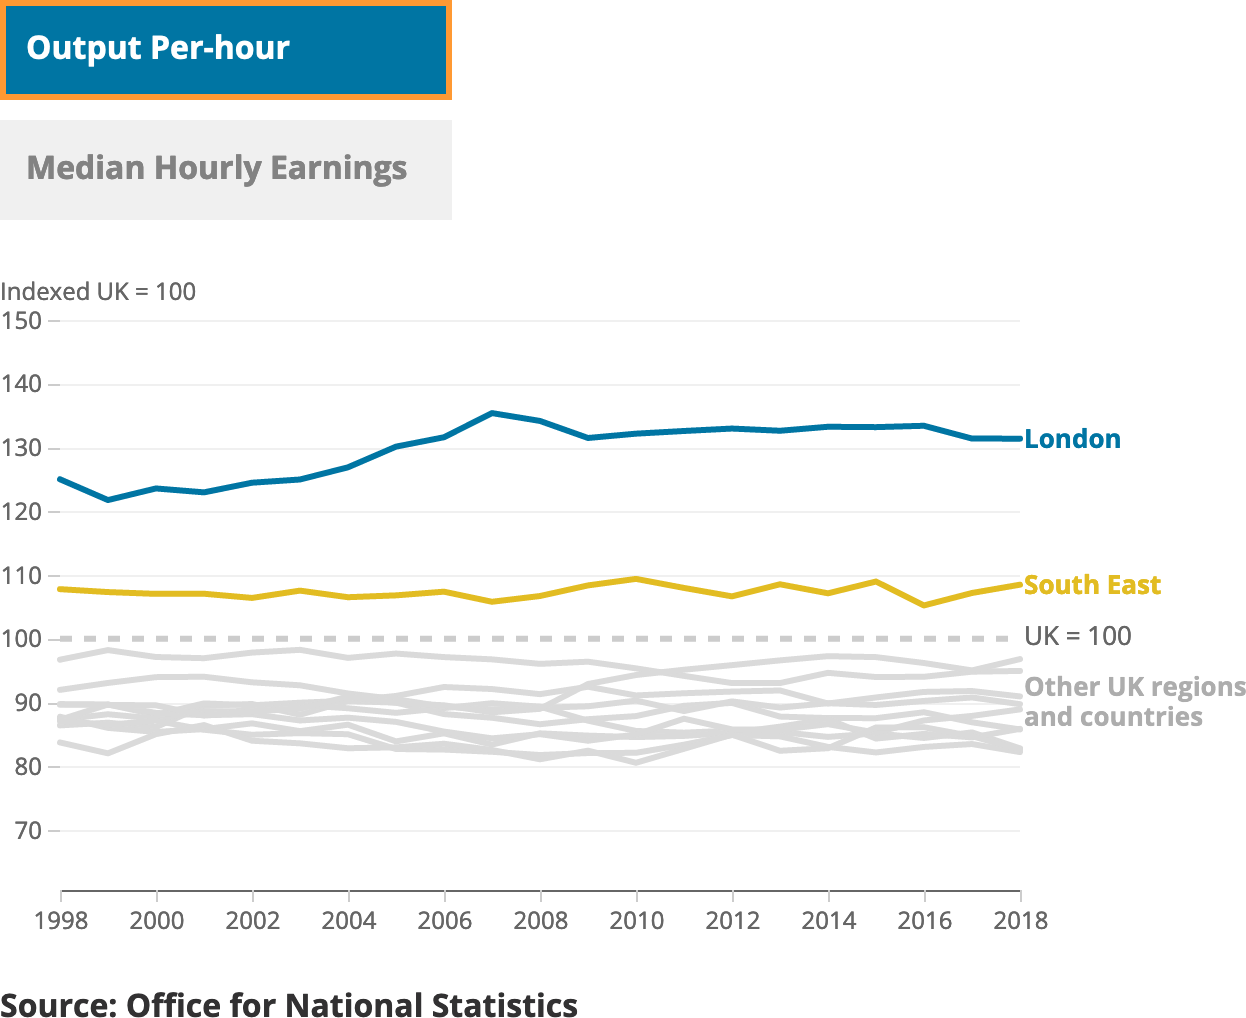 Output Per-hour
Median Hourly Earnings
Indexed UK = 100
150
140
130
London
120
110
South East
100
UK = 100
Other UK regions
90
and countries
80
70
1998 2000 2002 2004 2006 2008 2010 2012 2014 2016 2018
Source: Office for National Statistics